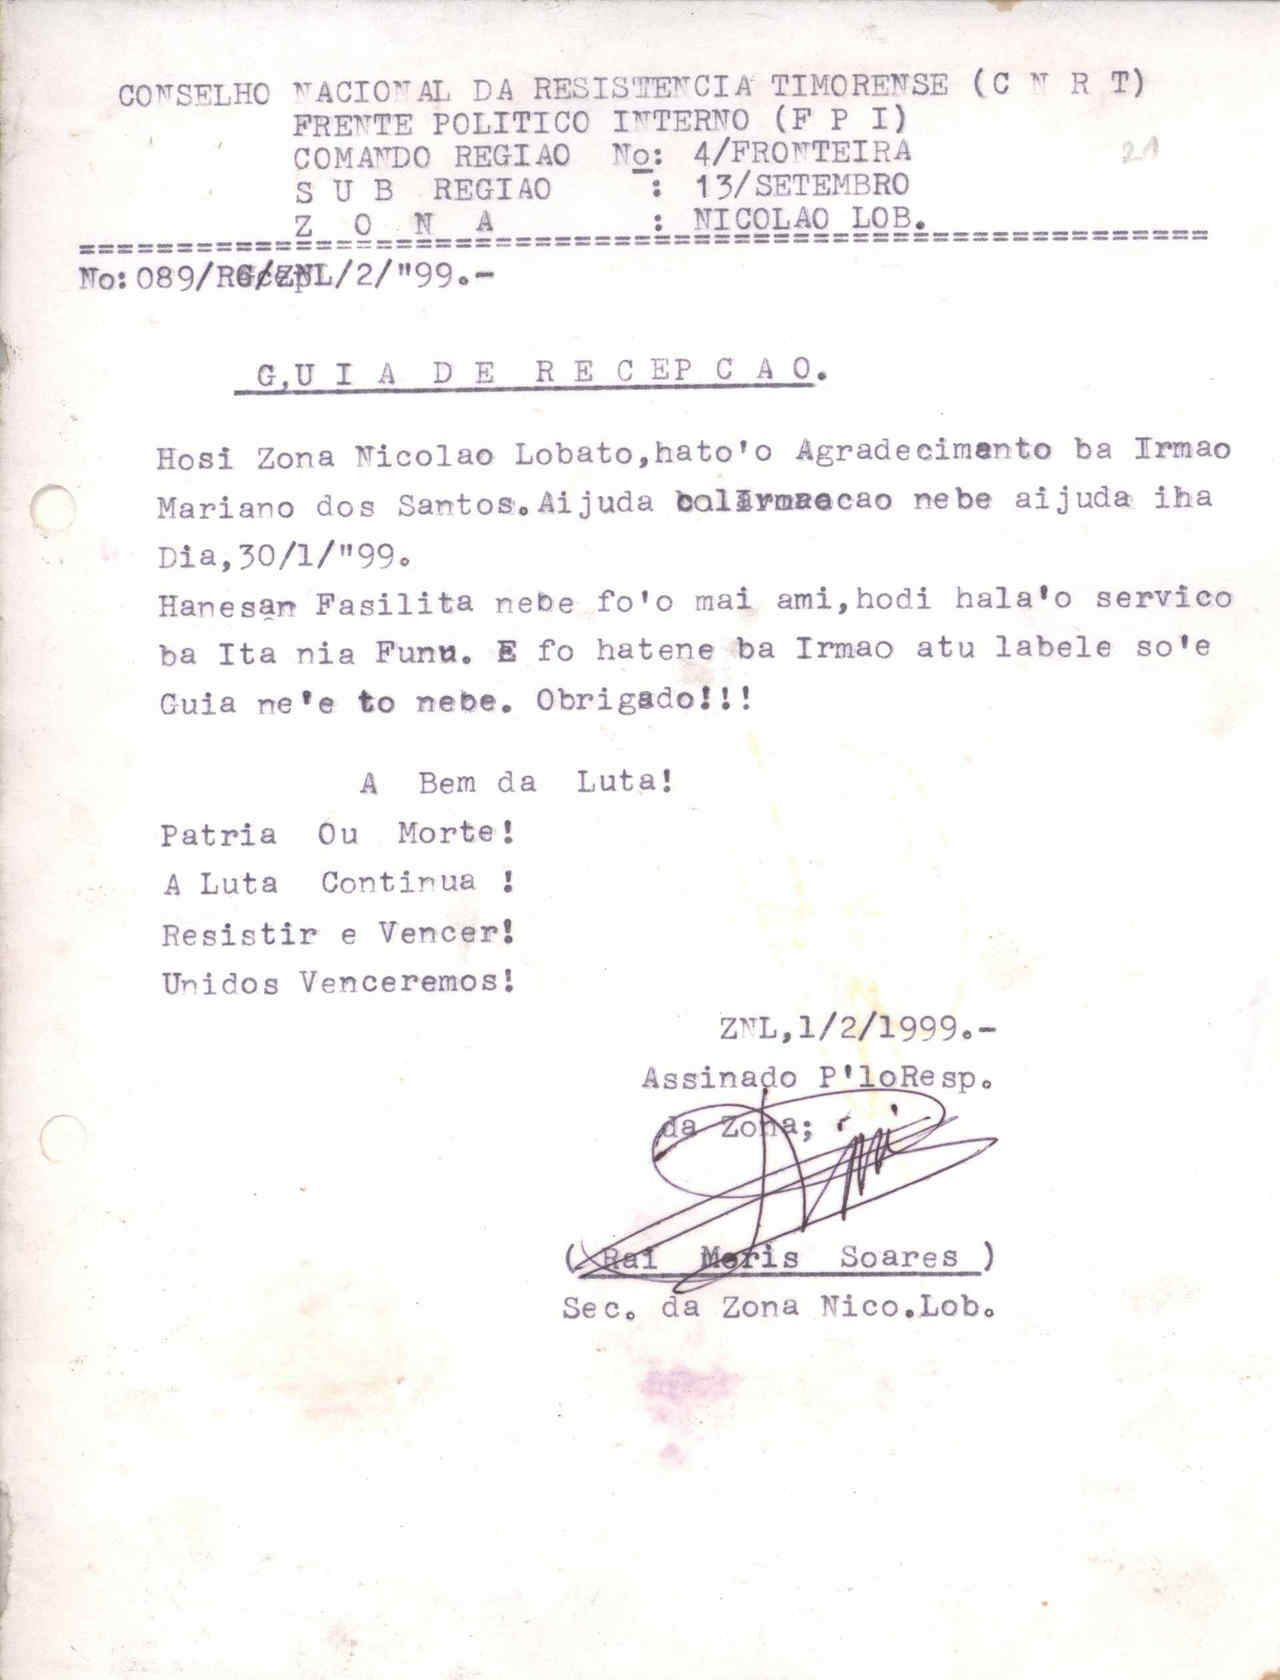 CONSELHO NACIONAL DA RESISTENCIA TIMORENSE (C N R T)
FRENTE POLITICO INTERNO (F P I)
COMANDO REGIAO No: 4/FRONTEIRA
21
S U B REGIAO : 13/SETEMBRO
Z O N A : NICOLAO LOB.
No:089/RG/ZNL/2/"99.-
G,U I A D E R E C E P C A O.
Hosi Zona Nicolao Lobato,hato'o Agradecimento ba Irmao
Mariano dos Santos.Aijuda nebe aijuda iha
Dia,30/1/"99.
Hanesan Fasilita nebe fo'o mai ami,hodi hala'o servico
ba Ita nia Funu. E fo hatene ba Irmao atu labele so'e
Guia ne'e to nebe. Obrigado!!!
A Bem da Luta!
Patria Ou Morte!
A Luta Continua !
Resistir e Vencer!
Unidos Venceremos!
ZNL,1/2/1999.-
Assinado P'loResp.
da Zona;
( Rai Meris Soares )
Sec. da Zona Nico.Lob.